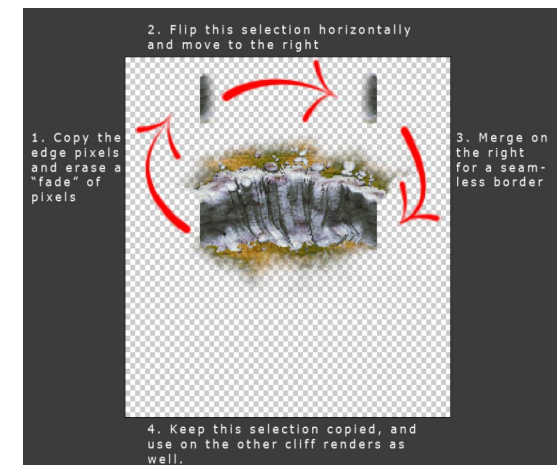 2. Flip this selection horizontally
and move to the right
1. Copy the
edge pixels
and erase a
“fade” of
pixels
3. Merge on
the right
for a seam-
less border
4. Keep this selection copied, and
use on the other cliff renders as
well.